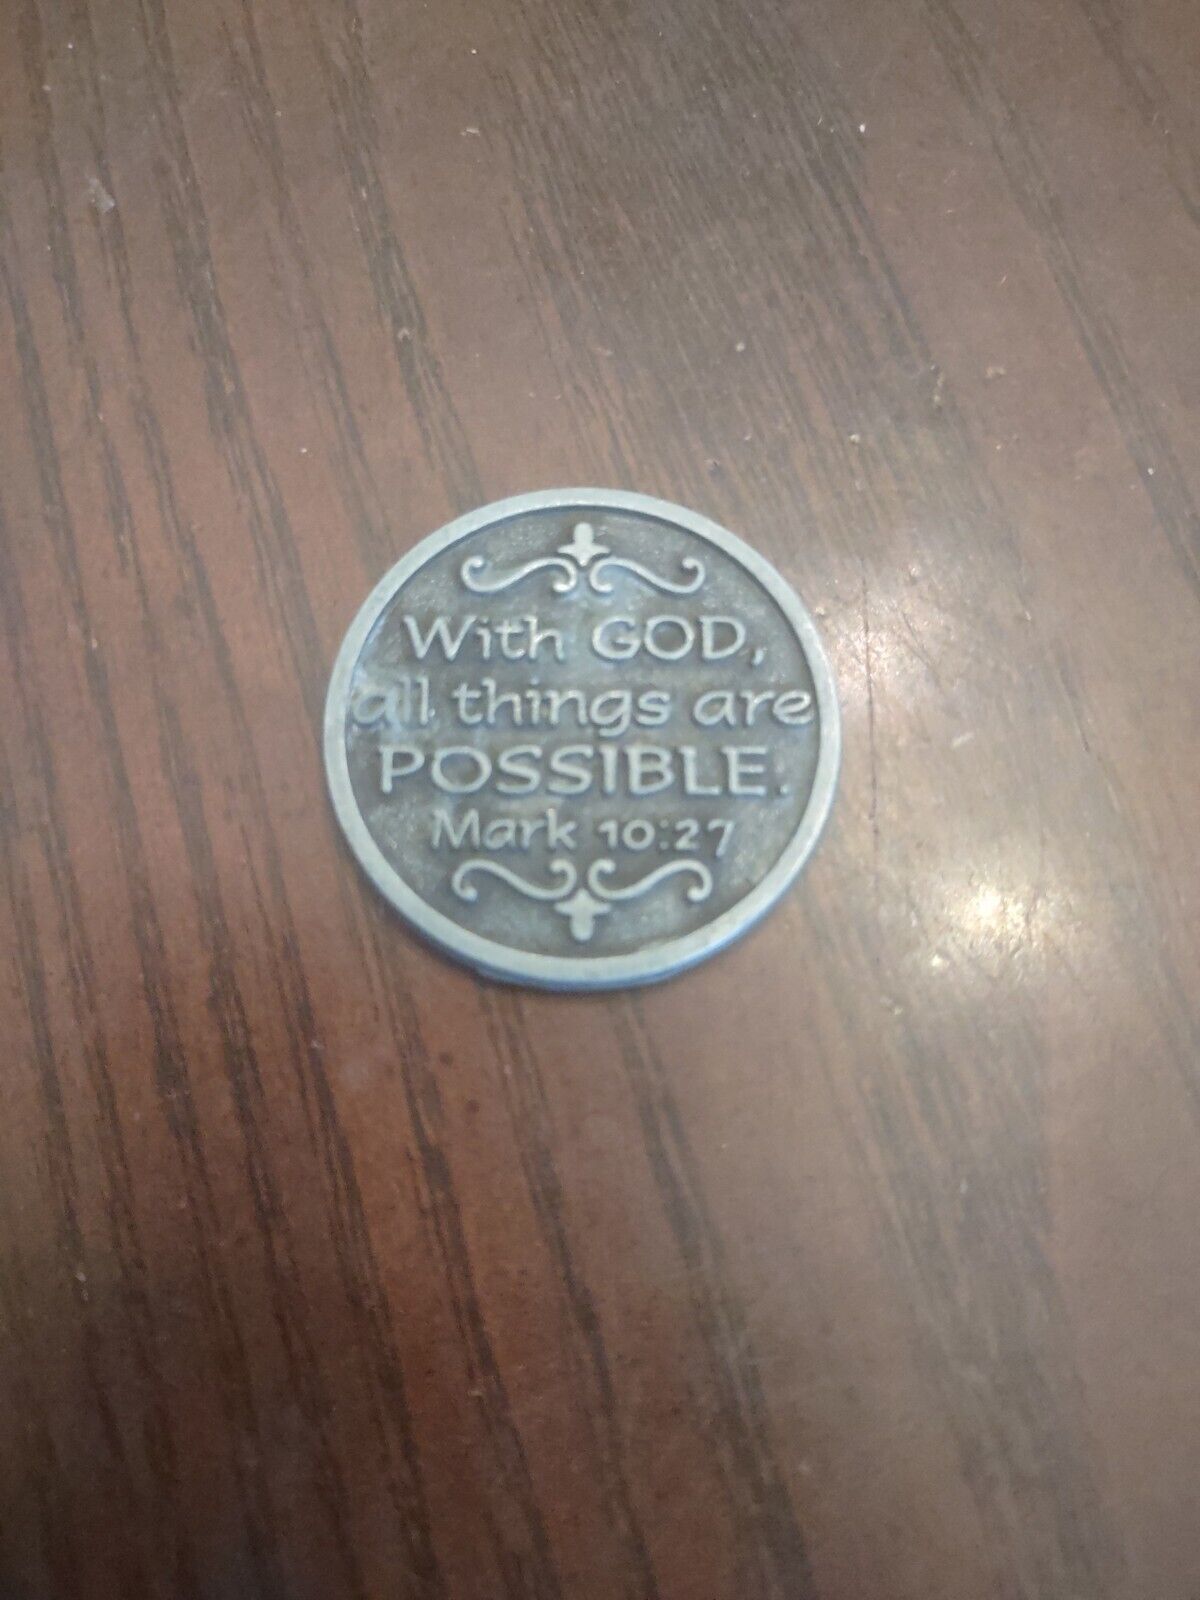 With GOD,
all things are
POSSIBLE.
Mark 10:27